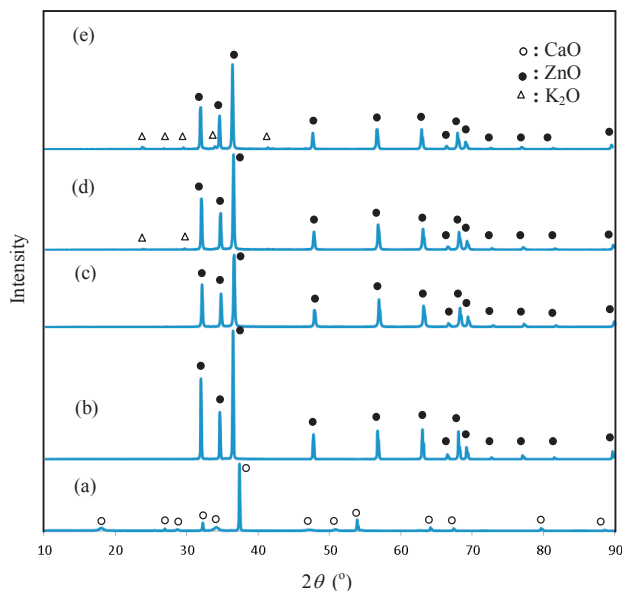 (e)
: CaO
: ZnO
: K₂O
(d)
(c)
(b)
(a)
Intensity
10 20 30 40 50 60 70 80 90
2θ (°)